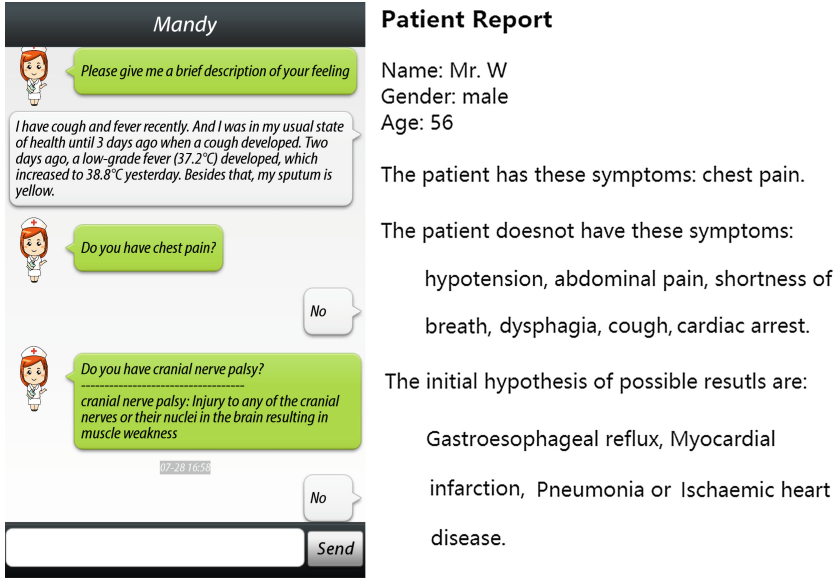 Mandy
Please give me a brief description of your feeling
I have cough and fever recently. And I was in my usual state
of health until 3 days ago when a cough developed. Two
days ago, a low-grade fever (37.2°C) developed, which
increased to 38.8°C yesterday. Besides that, my sputum is
yellow.
Do you have chest pain?
No
Do you have cranial nerve palsy?
----------------------------------
cranial nerve palsy: Injury to any of the cranial
nerves or their nuclei in the brain resulting in
muscle weakness
07-28 16:58
No
Send
Patient Report
Name: Mr. W
Gender: male
Age: 56
The patient has these symptoms: chest pain.
The patient doesnot have these symptoms:
hypotension, abdominal pain, shortness of
breath, dysphagia, cough, cardiac arrest.
The initial hypothesis of possible resutls are:
Gastroesophageal reflux, Myocardial
infarction, Pneumonia or Ischaemic heart
disease.